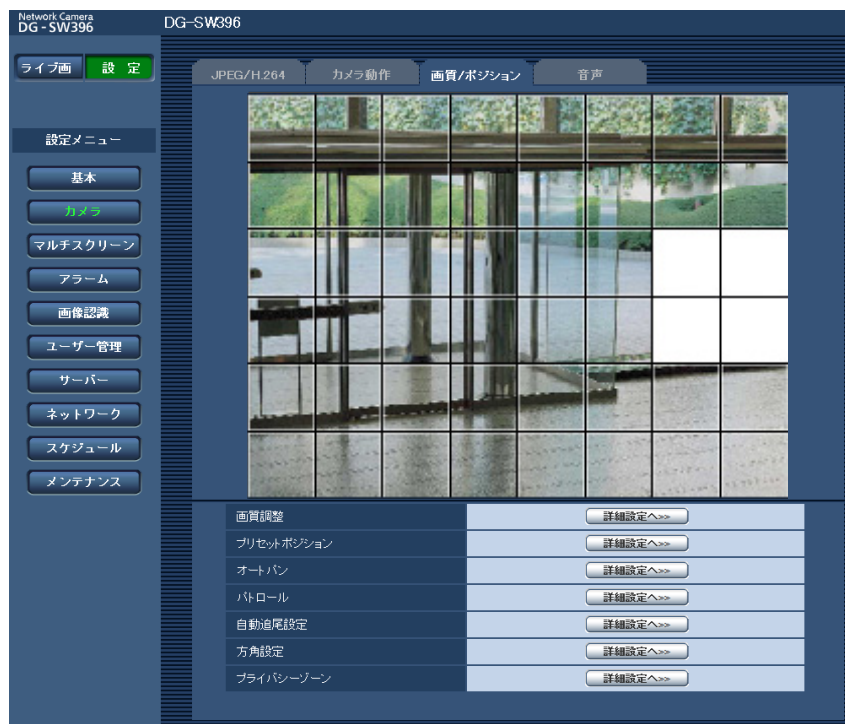 Network Camera
DG-SW396
DG-SW396
ライブ画 設 定
JPEG/H.264 カメラ動作 画質/ポジション 音声
設定メニュー
基本
カメラ
マルチスクリーン
アラーム
画像認識
ユーザー管理
サーバー
ネットワーク
スケジュール
メンテナンス
画質調整 詳細設定へ>>
プリセットポジション 詳細設定へ>>
オートパン 詳細設定へ>>
パトロール 詳細設定へ>>
自動追尾設定 詳細設定へ>>
方角設定 詳細設定へ>>
プライバシーゾーン 詳細設定へ>>